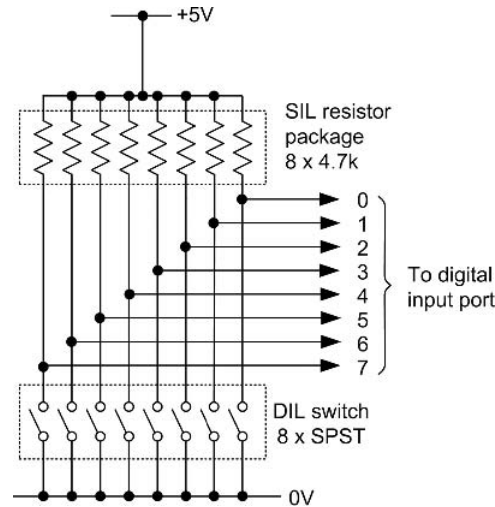 +5V
SIL resistor
package
8 x 4.7k
0
1
2
3
4
5
6
7
To digital
input port
DIL switch
8 x SPST
0V